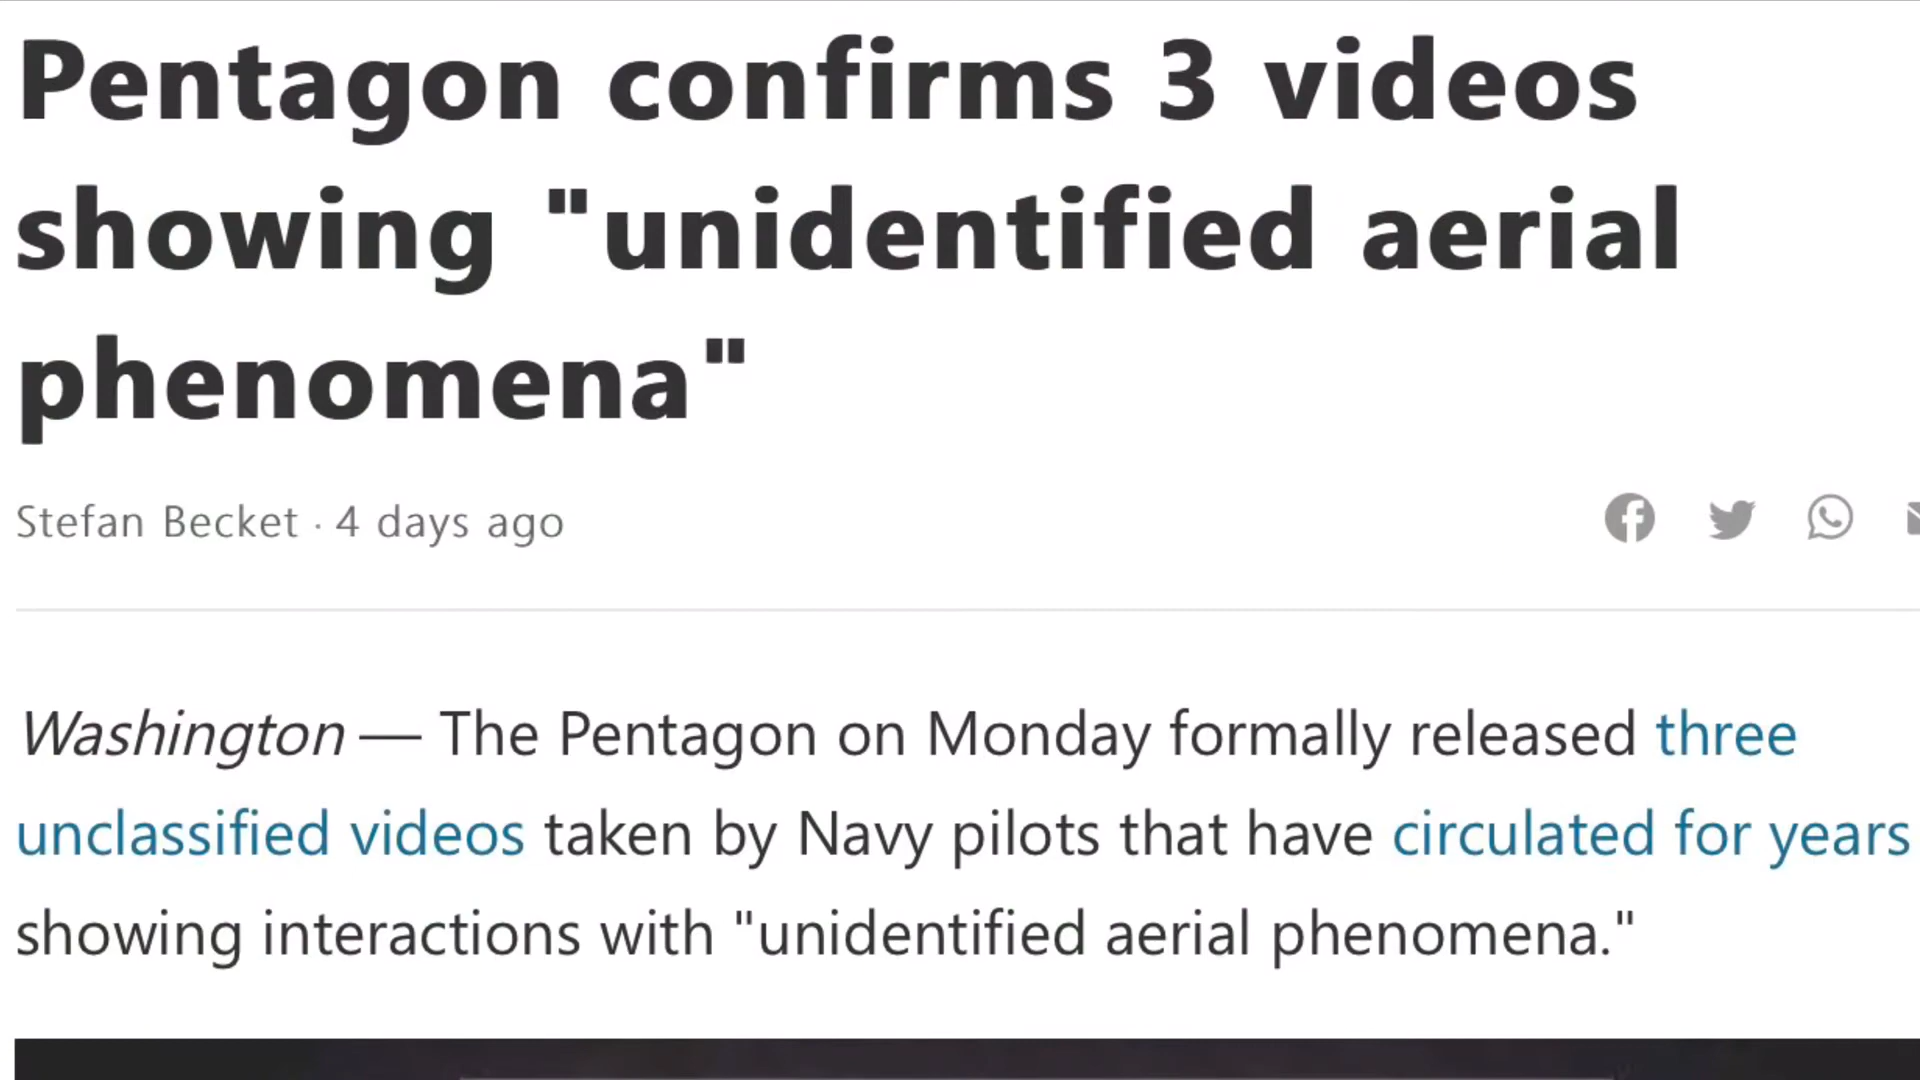 Pentagon confirms 3 videos
showing "unidentified aerial
phenomena"
Stefan Becket · 4 days ago
Washington — The Pentagon on Monday formally released three
unclassified videos taken by Navy pilots that have circulated for years
showing interactions with "unidentified aerial phenomena."